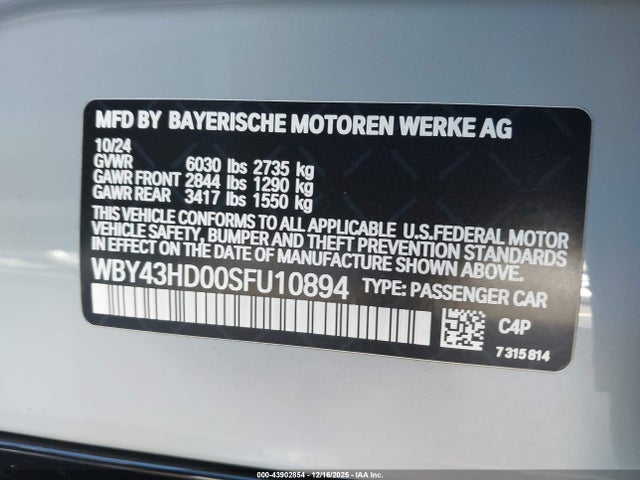 MFD BY BAYERISCHE MOTOREN WERKE AG
10/24
GVWR 6030 lbs 2735 kg
GAWR FRONT 2844 lbs 1290 kg
GAWR REAR 3417 lbs 1550 kg
THIS VEHICLE CONFORMS TO ALL APPLICABLE U.S.FEDERAL MOTOR
VEHICLE SAFETY, BUMPER AND THEFT PREVENTION STANDARDS
IN EFFECT ON THE DATE OF MANUFACTURE SHOWN ABOVE.
WBY43HD00SFU10894 TYPE: PASSENGER CAR
C4P
7315814
000-43902854 | 12/16/2025 | IAA Inc.